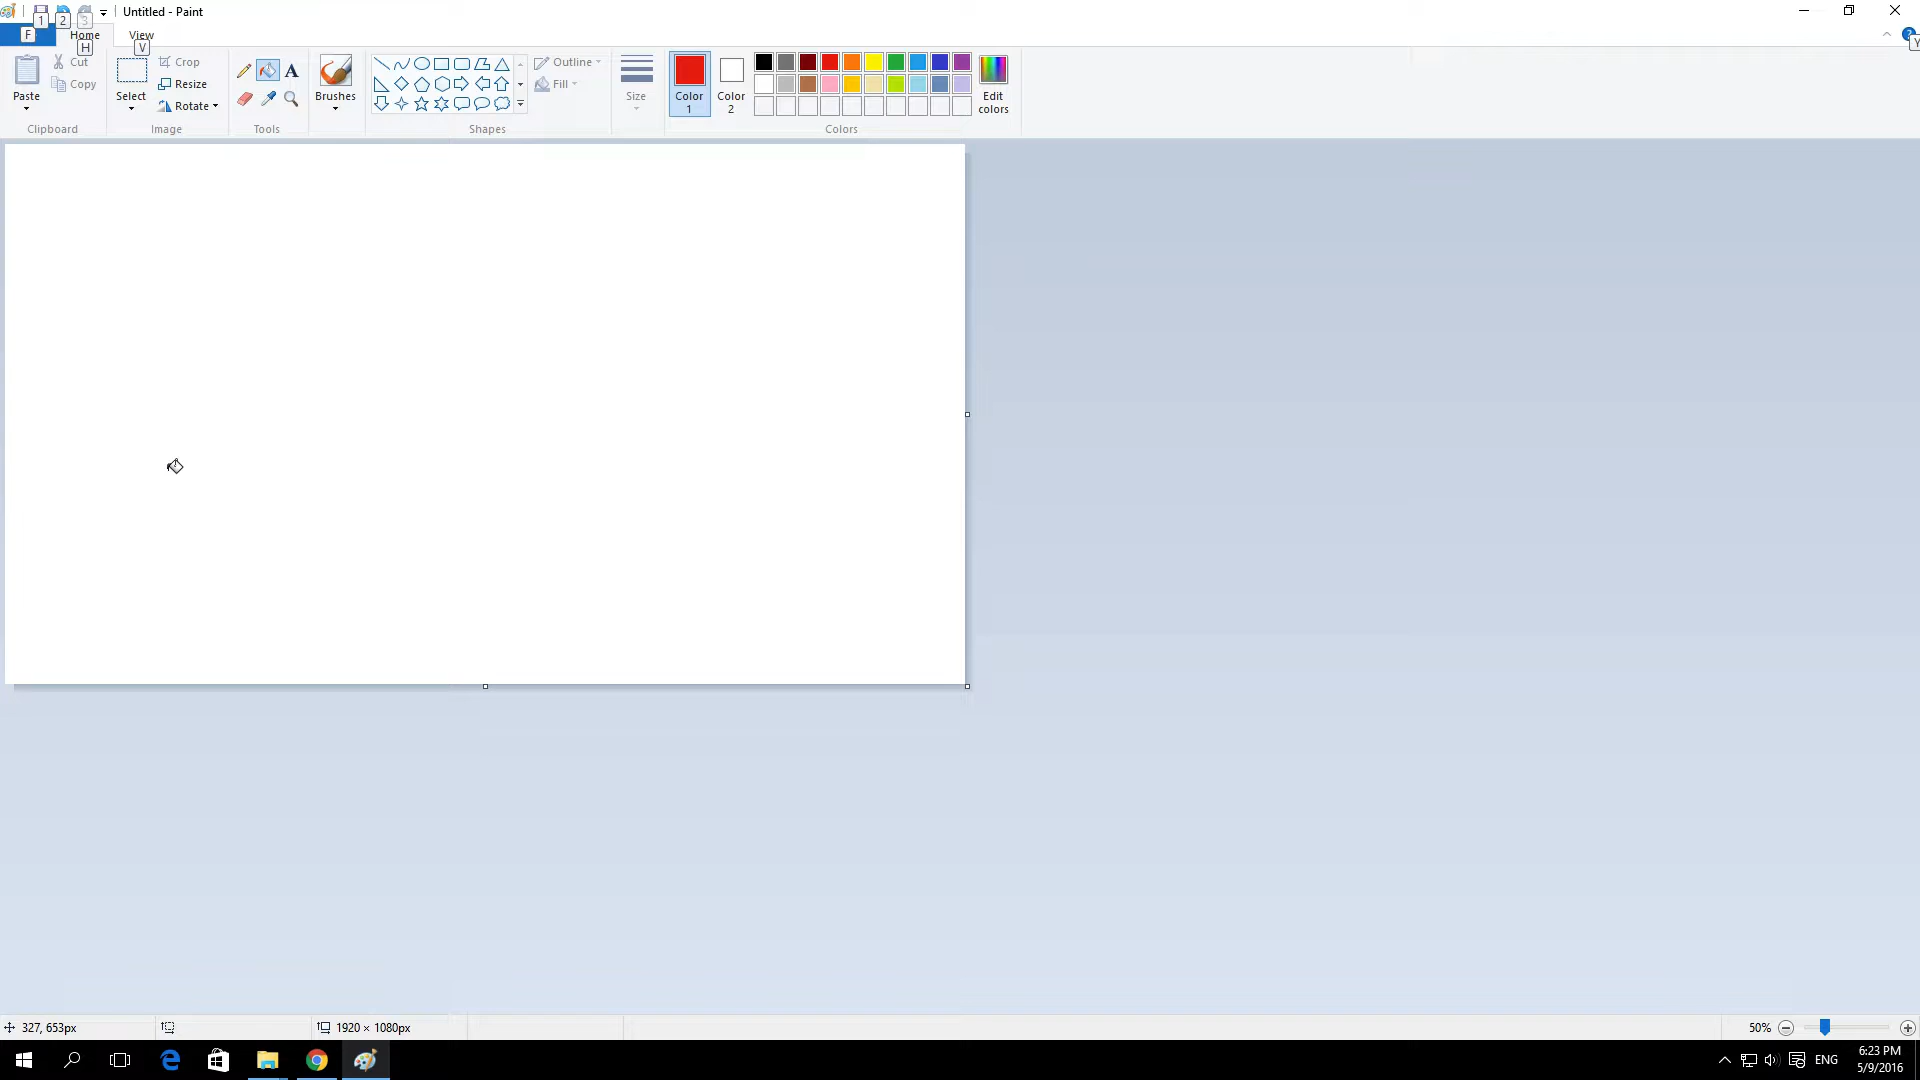 1 2 3 Untitled - Paint
F Home View
H V Y
Paste Cut Copy
Clipboard
Select Crop Resize Rotate
Image
A
Tools
Brushes
Outline
Fill
Shapes
Size
Color 1
Color 2
Edit colors
Colors
327, 653px
1920 × 1080px
50%
ENG
6:23 PM
5/9/2016